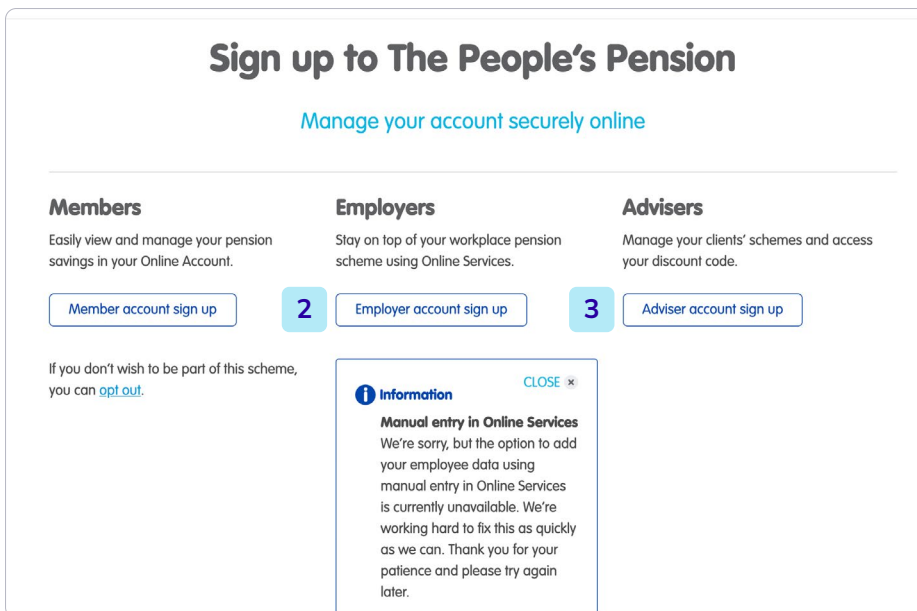 Sign up to The People's Pension
Manage your account securely online
Members
Easily view and manage your pension
savings in your Online Account.
Member account sign up
If you don't wish to be part of this scheme,
you can opt out.
Employers
Stay on top of your workplace pension
scheme using Online Services.
2
Employer account sign up
CLOSE ×
i Information
Manual entry in Online Services
We're sorry, but the option to add
your employee data using
manual entry in Online Services
is currently unavailable. We're
working hard to fix this as quickly
as we can. Thank you for your
patience and please try again
later.
Advisers
Manage your clients' schemes and access
your discount code.
3
Adviser account sign up